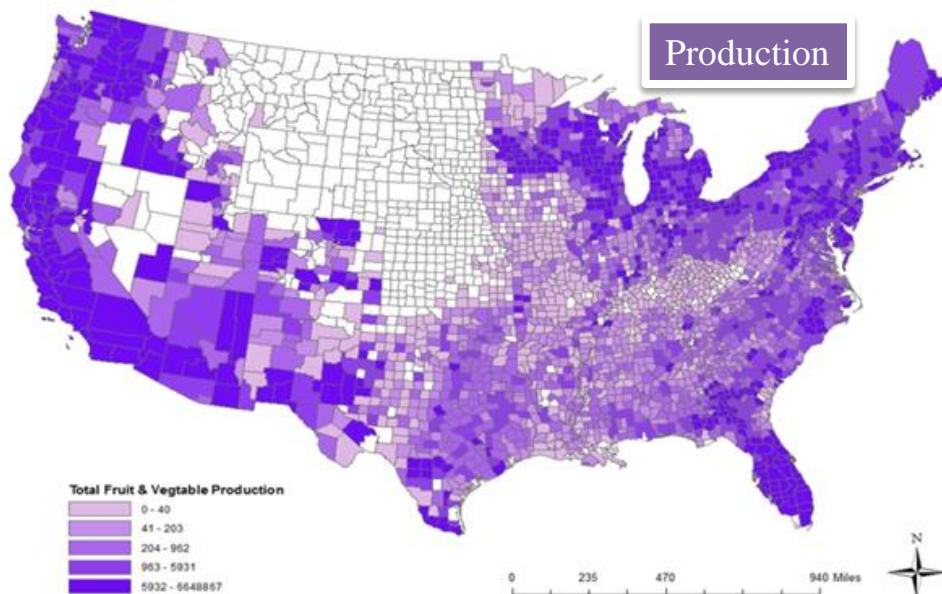 Production
Total Fruit & Vegtable Production
0 - 40
41 - 203
204 - 962
963 - 5931
5932 - 6648867
N
0 235 470 940 Miles